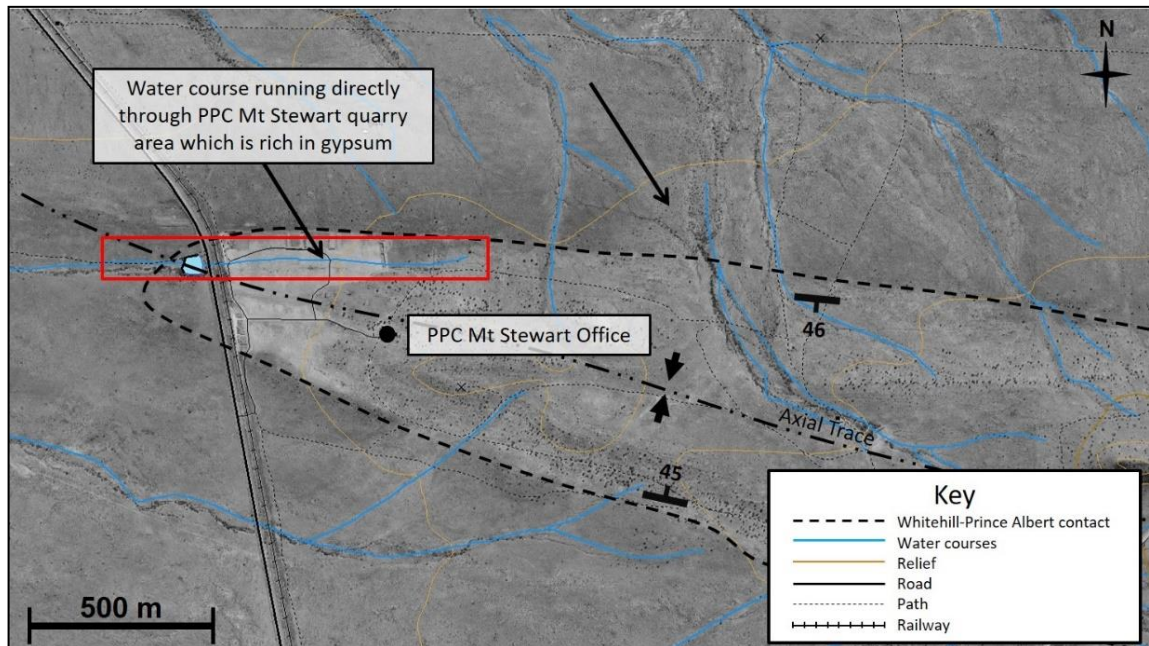 N
Water course running directly
through PPC Mt Stewart quarry
area which is rich in gypsum
PPC Mt Stewart Office
46
Axial Trace
45
500 m
Key
Whitehill-Prince Albert contact
Water courses
Relief
Road
Path
Railway